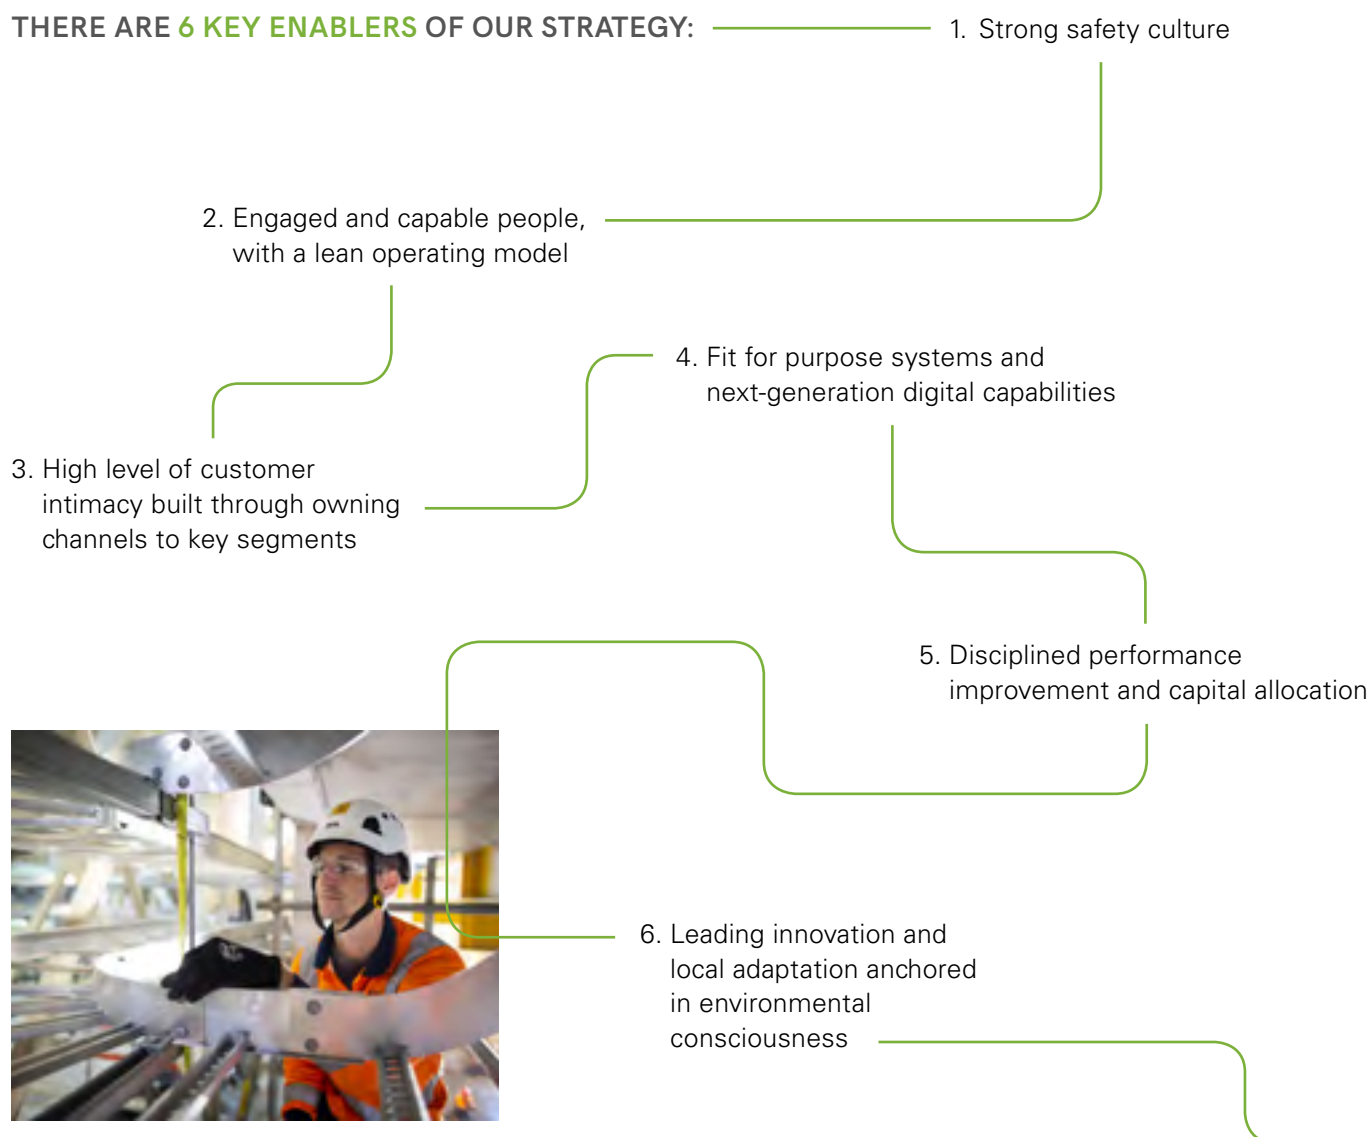 THERE ARE 6 KEY ENABLERS OF OUR STRATEGY:
1. Strong safety culture
2. Engaged and capable people,
with a lean operating model
3. High level of customer
intimacy built through owning
channels to key segments
4. Fit for purpose systems and
next-generation digital capabilities
5. Disciplined performance
improvement and capital allocation
6. Leading innovation and
local adaptation anchored
in environmental
consciousness